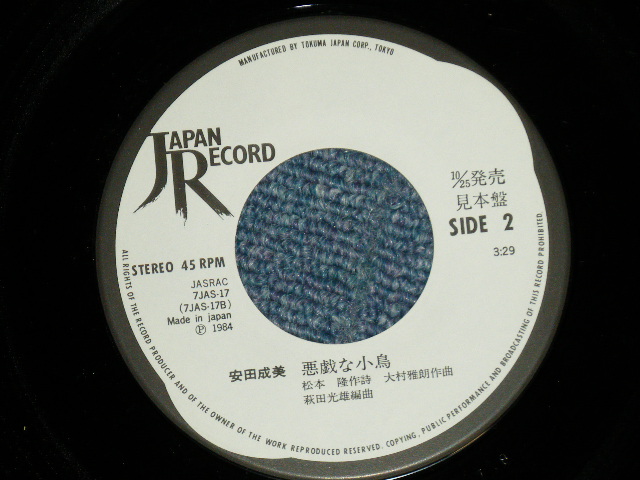 MANUFACTURED BY TOKUMA JAPAN CORP., TOKYO
JAPAN
RECORD
10/25発売
見本盤
SIDE 2
3:29
STEREO 45 RPM
JASRAC
7JAS-17
(7JAS-17B)
Made in japan
Ⓟ 1984
安田成美 悪戯な小鳥
松本 隆作詩 大村雅朗作曲
萩田光雄編曲
ALL RIGHTS OF THE RECORD PRODUCER AND OF THE OWNER OF THE WORK REPRODUCED RESERVED. COPYING, PUBLIC PERFORMANCE AND BROADCASTING OF THIS RECORD PROHIBITED.